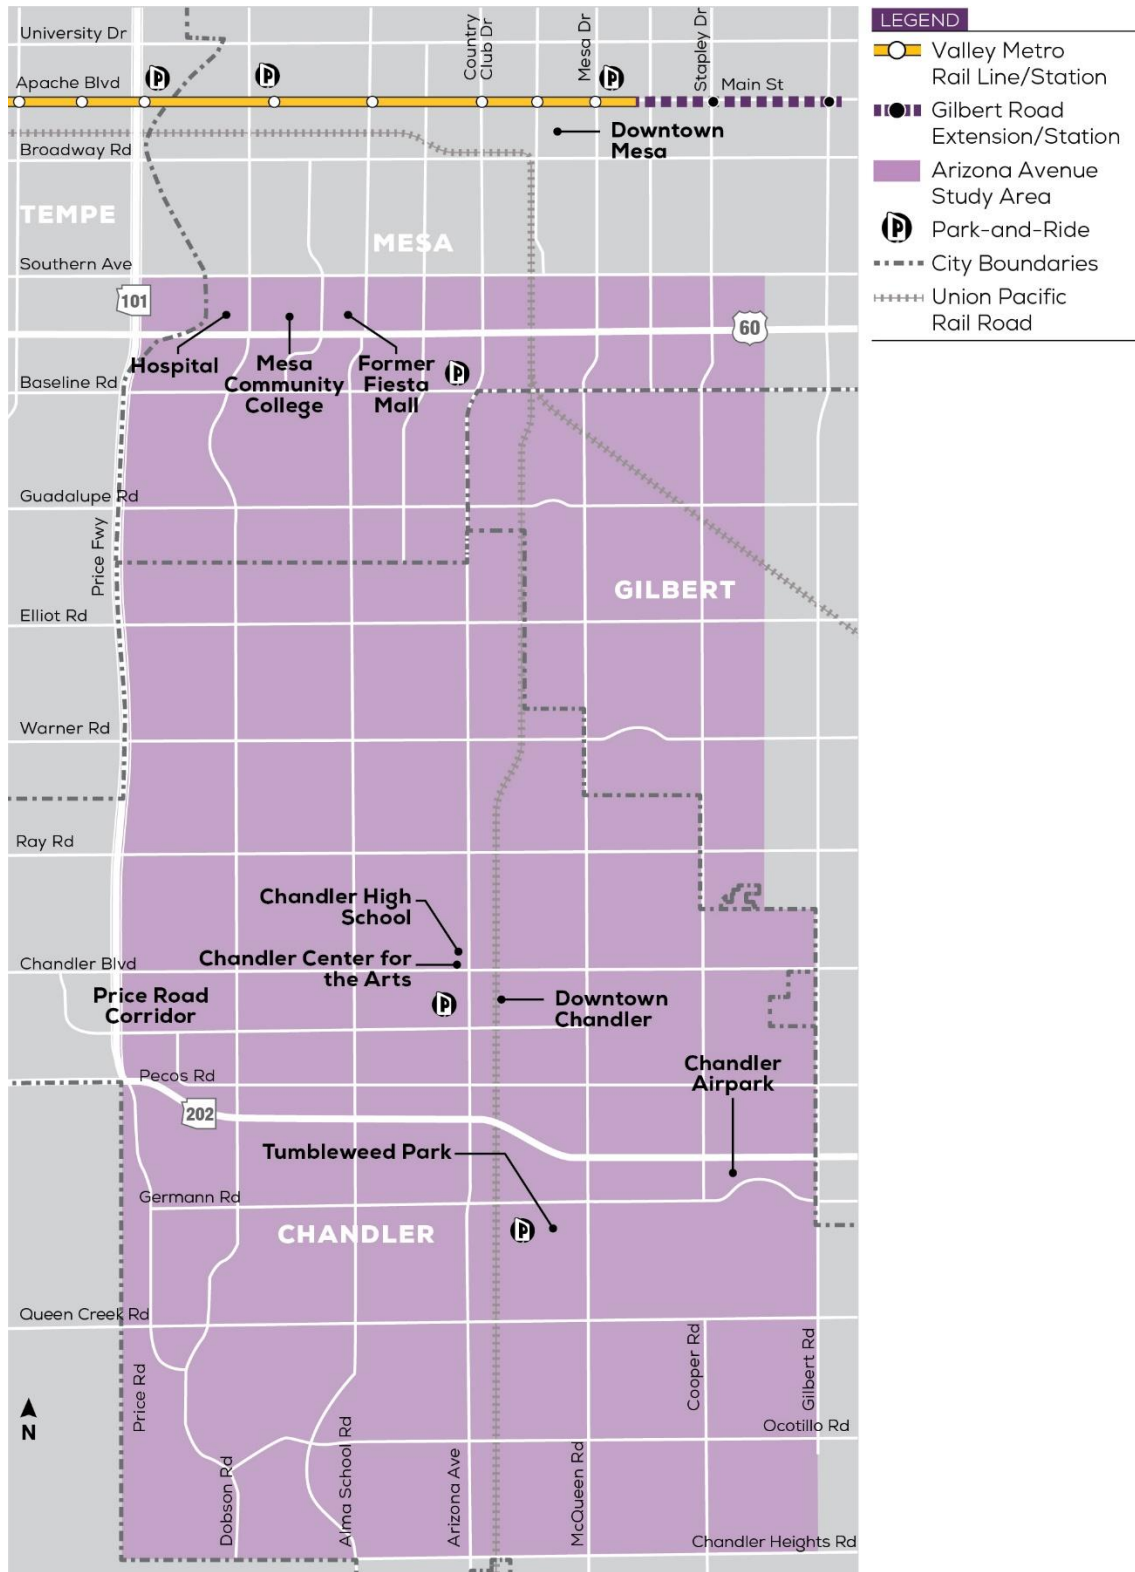 University Dr
Apache Blvd
Country
Club Dr
Mesa Dr
Stapley Dr
Main St
Broadway Rd
Downtown
Mesa
TEMPE
MESA
Southern Ave
101
60
Hospital
Mesa
Community
College
Former
Fiesta
Mall
Baseline Rd
Guadalupe Rd
Price Fwy
GILBERT
Elliot Rd
Warner Rd
Ray Rd
Chandler High
School
Chandler Center for
the Arts
Chandler Blvd
Price Road
Corridor
Downtown
Chandler
Chandler
Airpark
Pecos Rd
202
Tumbleweed Park
Germann Rd
CHANDLER
Queen Creek Rd
Price Rd
Cooper Rd
Gilbert Rd
N
Ocotillo Rd
Dobson Rd
Alma School Rd
Arizona Ave
McQueen Rd
Chandler Heights Rd
P
P
P
P
P
P
LEGEND
Valley Metro
Rail Line/Station
Gilbert Road
Extension/Station
Arizona Avenue
Study Area
P
Park-and-Ride
City Boundaries
Union Pacific
Rail Road